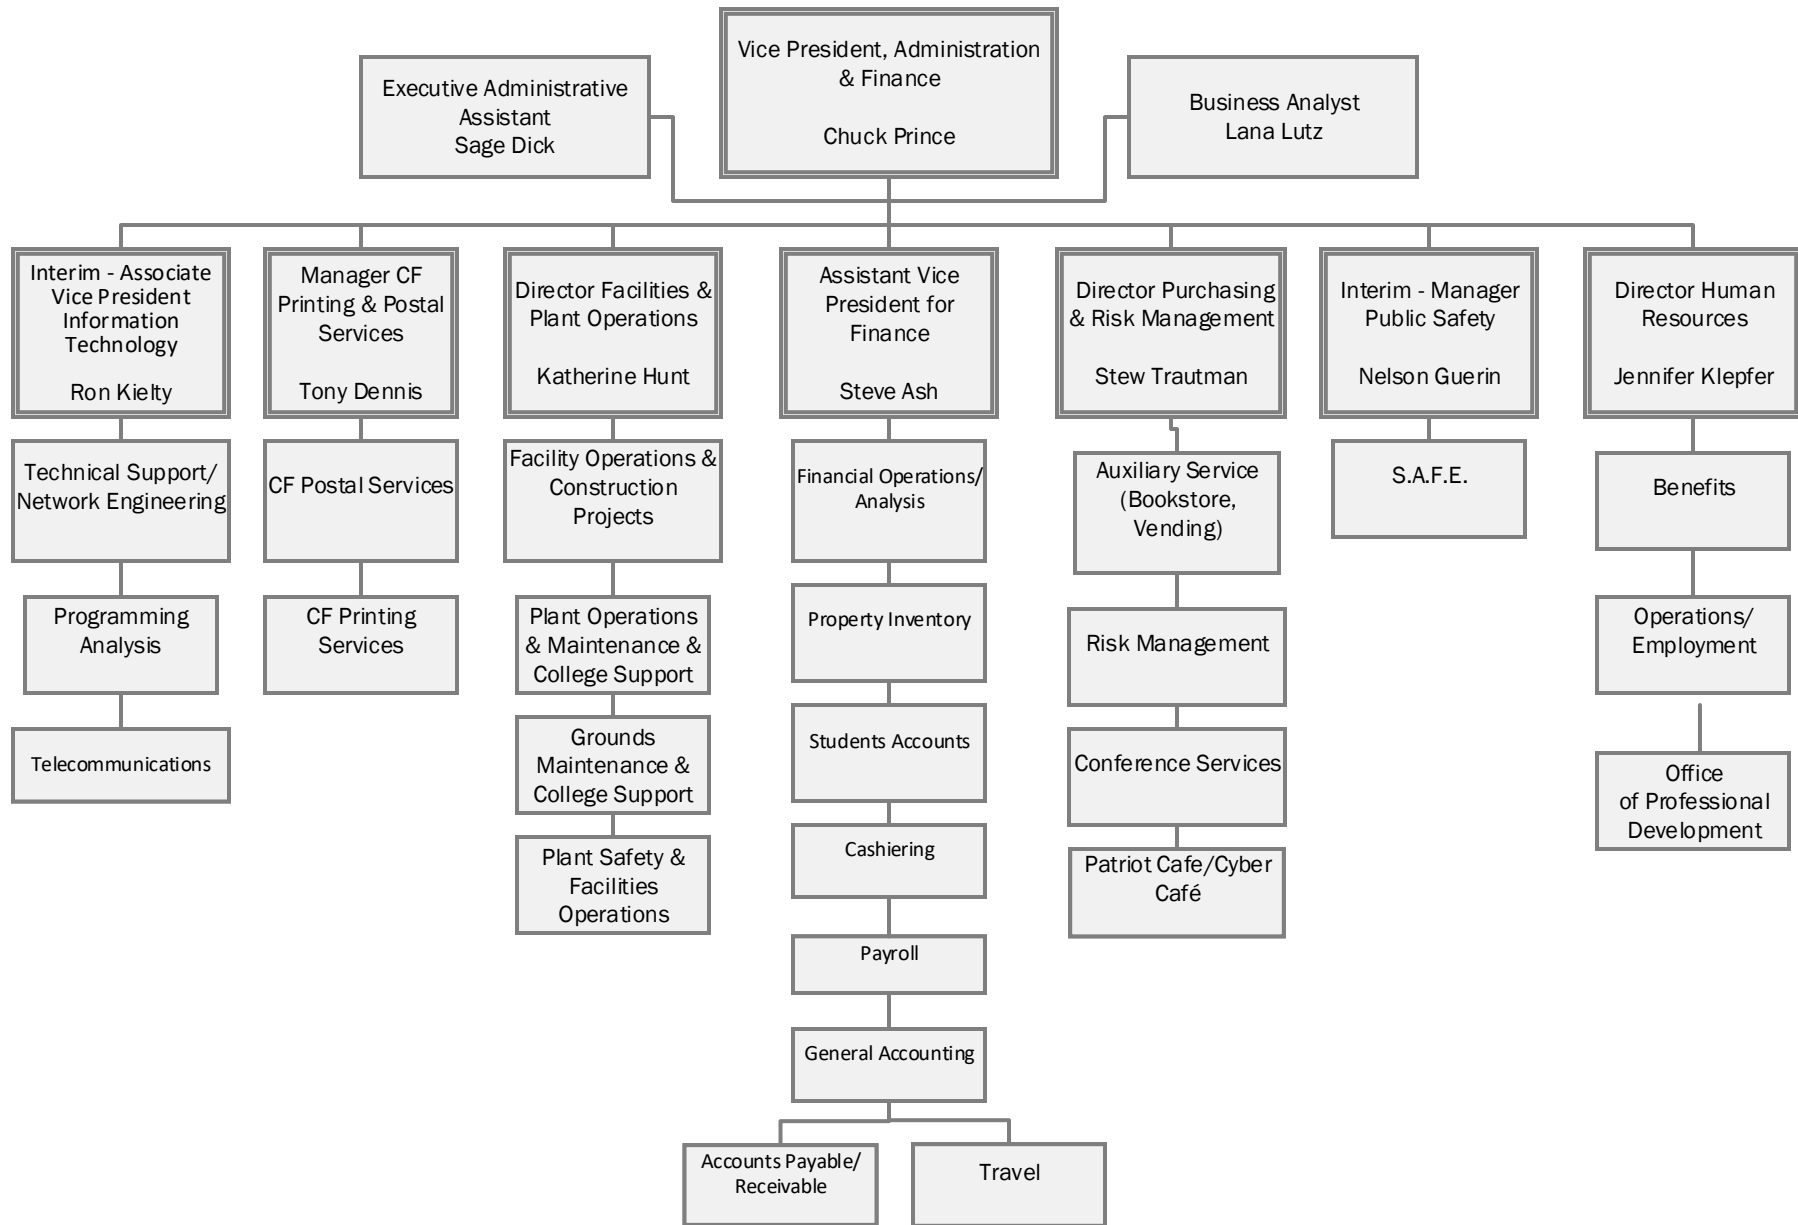 Vice President, Administration
& Finance
Chuck Prince
Executive Administrative
Assistant
Sage Dick
Business Analyst
Lana Lutz
Interim - Associate
Vice President
Information
Technology
Ron Kielty
Manager CF
Printing & Postal
Services
Tony Dennis
Director Facilities &
Plant Operations
Katherine Hunt
Assistant Vice
President for
Finance
Steve Ash
Director Purchasing
& Risk Management
Stew Trautman
Interim - Manager
Public Safety
Nelson Guerin
Director Human
Resources
Jennifer Klepfer
Technical Support/
Network Engineering
Programming
Analysis
Telecommunications
CF Postal Services
CF Printing
Services
Facility Operations &
Construction
Projects
Plant Operations
& Maintenance &
College Support
Grounds
Maintenance &
College Support
Plant Safety &
Facilities
Operations
Financial Operations/
Analysis
Property Inventory
Students Accounts
Cashiering
Payroll
General Accounting
Accounts Payable/
Receivable
Travel
Auxiliary Service
(Bookstore,
Vending)
Risk Management
Conference Services
Patriot Cafe/Cyber
Café
S.A.F.E.
Benefits
Operations/
Employment
Office
of Professional
Development